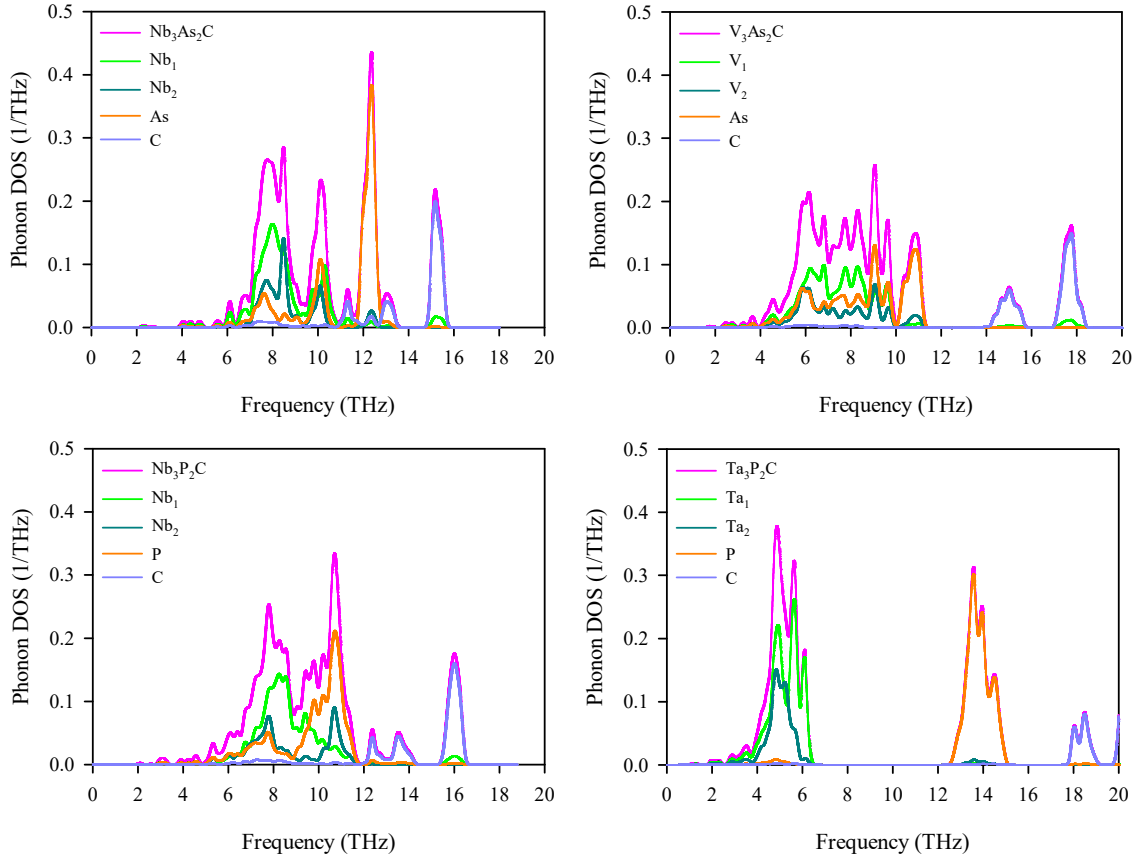 Nb₃As₂C
Nb₁
Nb₂
As
C
Phonon DOS (1/THz)
0.5
0.4
0.3
0.2
0.1
0.0
0 2 4 6 8 10 12 14 16 18 20
Frequency (THz)
V₃As₂C
V₁
V₂
As
C
Phonon DOS (1/THz)
0.5
0.4
0.3
0.2
0.1
0.0
0 2 4 6 8 10 12 14 16 18 20
Frequency (THz)
Nb₃P₂C
Nb₁
Nb₂
P
C
Phonon DOS (1/THz)
0.5
0.4
0.3
0.2
0.1
0.0
0 2 4 6 8 10 12 14 16 18 20
Frequency (THz)
Ta₃P₂C
Ta₁
Ta₂
P
C
Phonon DOS (1/THz)
0.5
0.4
0.3
0.2
0.1
0.0
0 2 4 6 8 10 12 14 16 18 20
Frequency (THz)